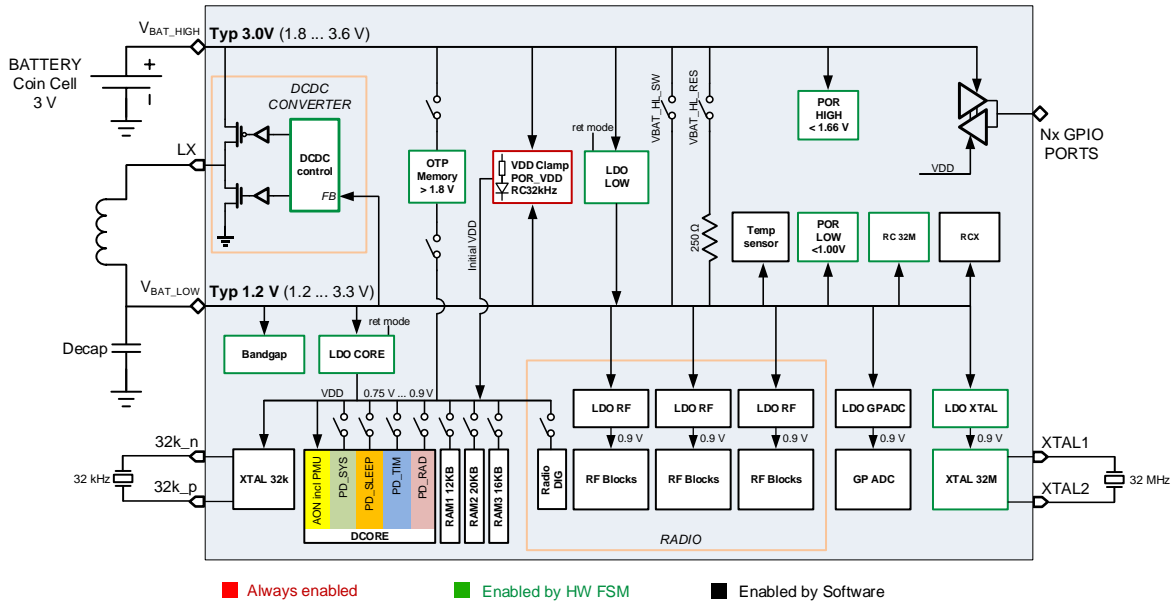 VBAT_HIGH
Typ 3.0V (1.8 ... 3.6 V)
BATTERY
Coin Cell
3 V
+
DCDC
CONVERTER
DCDC
control
FB
LX
OTP
Memory
> 1.8 V
VDD Clamp
POR_VDD
RC32kHz
ret mode
LDO
LOW
VBAT_HL_SW
VBAT_HL_RES
250 Ω
POR
HIGH
< 1.66 V
VDD
Nx GPIO
PORTS
Initial VDD
Temp
sensor
POR
LOW
<1.00V
RC 32M
RCX
VBAT_LOW
Typ 1.2 V (1.2 ... 3.3 V)
Decap
Bandgap
ret mode
LDO CORE
VDD
0.75 V ... 0.9 V
LDO RF
LDO RF
LDO RF
LDO GPADC
LDO XTAL
0.9 V
0.9 V
0.9 V
0.9 V
0.9 V
32k_n
32 kHz
32k_p
XTAL 32k
AON incl PMU
PD_SYS
PD_SLEEP
PD_TIM
PD_RAD
DCORE
RAM1 12KB
RAM2 20KB
RAM3 16KB
Radio
DIG
RF Blocks
RF Blocks
RF Blocks
RADIO
GP ADC
XTAL 32M
XTAL1
32 MHz
XTAL2
Always enabled
Enabled by HW FSM
Enabled by Software